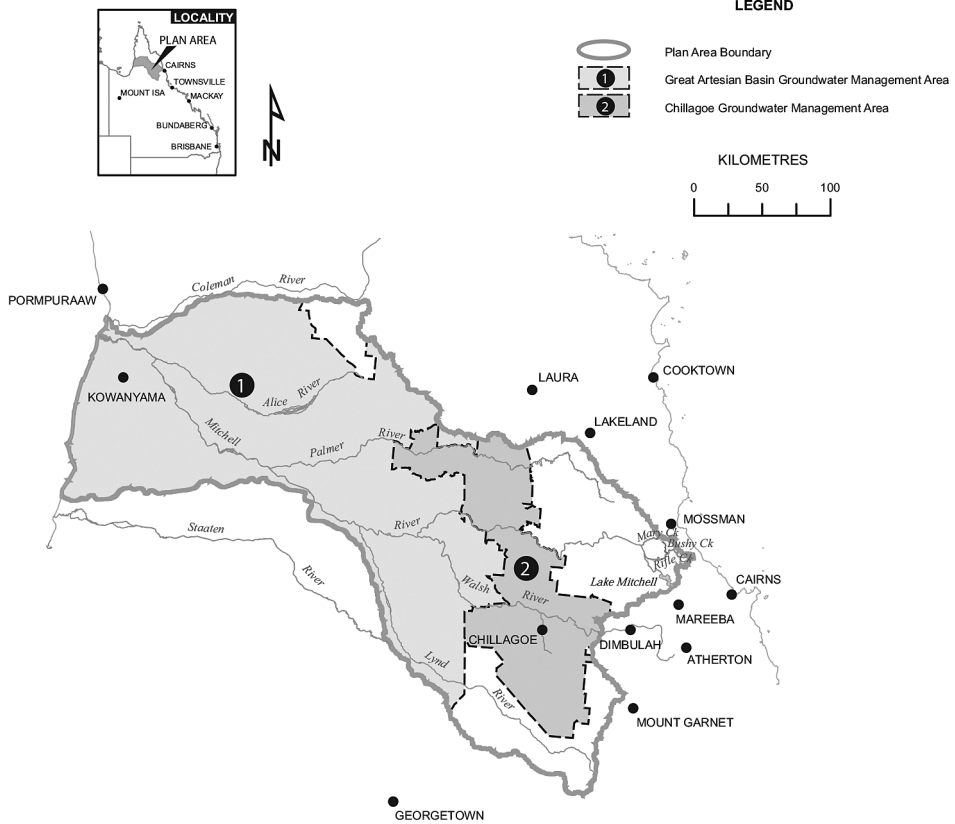 LOCALITY
PLAN AREA
CAIRNS
TOWNSVILLE
MOUNT ISA
MACKAY
BUNDABERG
BRISBANE
N
LEGEND
Plan Area Boundary
1 Great Artesian Basin Groundwater Management Area
2 Chillagoe Groundwater Management Area
KILOMETRES
0 50 100
Coleman River
PORMPURAAW
KOWANYAMA
1
Alice River
LAURA
COOKTOWN
LAKELAND
Mitchell
Palmer River
River
Staaten
River
MOSSMAN
Mary Ck
Bushy Ck
Rifle Ck
2
Walsh
River
Lake Mitchell
CAIRNS
MAREEBA
CHILLAGOE
DIMBULAH
ATHERTON
Lynd
River
MOUNT GARNET
GEORGETOWN